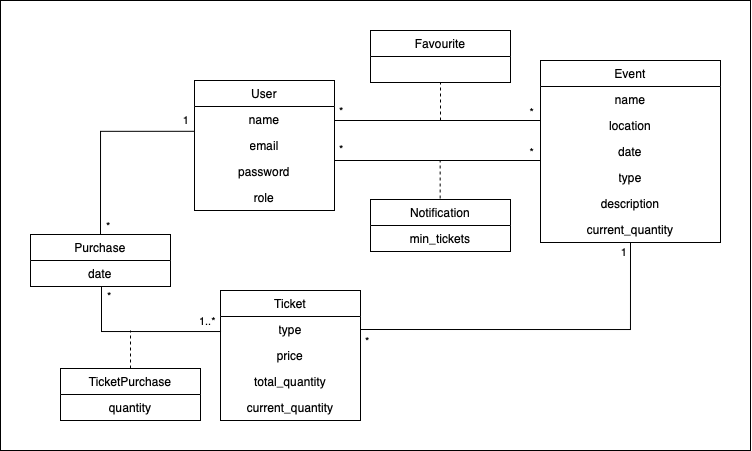 Favourite
User
name
email
password
role
Event
name
location
date
type
description
current_quantity
*
*
*
*
1
*
Notification
min_tickets
Purchase
date
*
1..*
1
*
Ticket
type
price
total_quantity
current_quantity
TicketPurchase
quantity